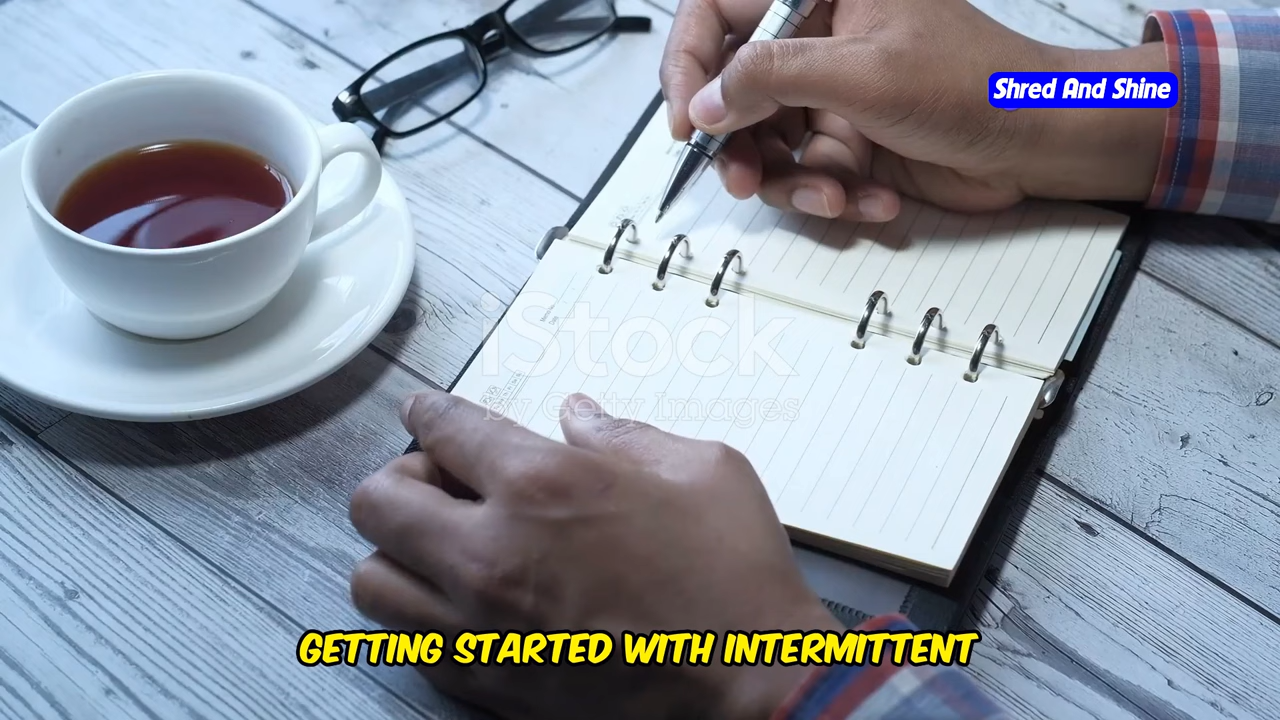 Shred And Shine
iStock
by Getty Images
GETTING STARTED WITH INTERMITTENT